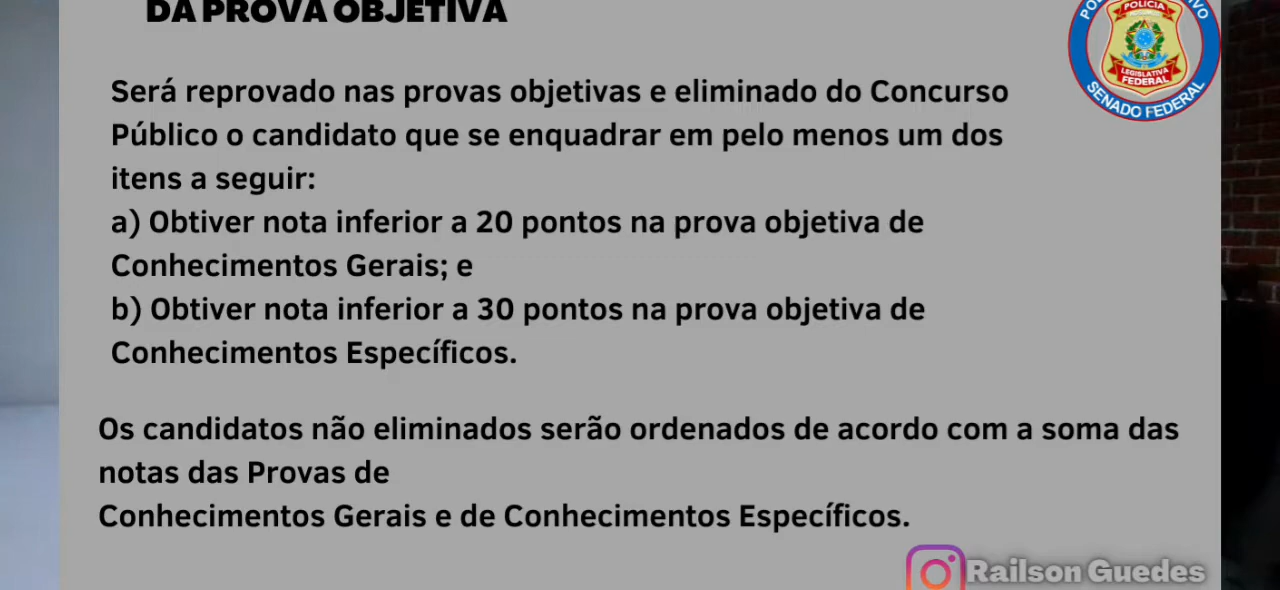 DA PROVA OBJETIVA
POLÍCIA
LEGISLATIVA
FEDERAL
SENADO FEDERAL
Será reprovado nas provas objetivas e eliminado do Concurso
Público o candidato que se enquadrar em pelo menos um dos
itens a seguir:
a) Obtiver nota inferior a 20 pontos na prova objetiva de
Conhecimentos Gerais; e
b) Obtiver nota inferior a 30 pontos na prova objetiva de
Conhecimentos Específicos.
Os candidatos não eliminados serão ordenados de acordo com a soma das
notas das Provas de
Conhecimentos Gerais e de Conhecimentos Específicos.
Railson Guedes